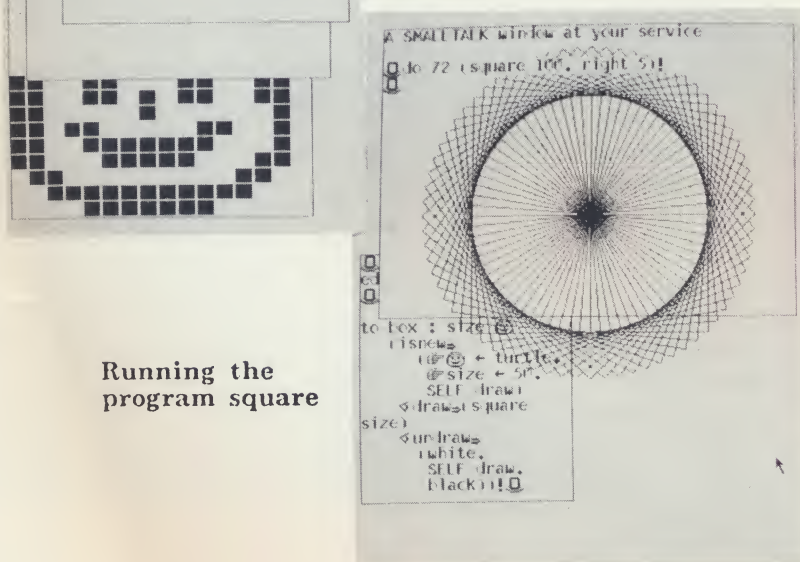 A SMALLTALK window at your service
do 72 (square 100. right 5)!
to box : size
(isnew⇒
(☞☺ ← turtle.
☞size ← 50.
SELF draw)
∢draw⇒(square
size)
∢undraw⇒
(white.
SELF draw.
black))!
Running the
program square